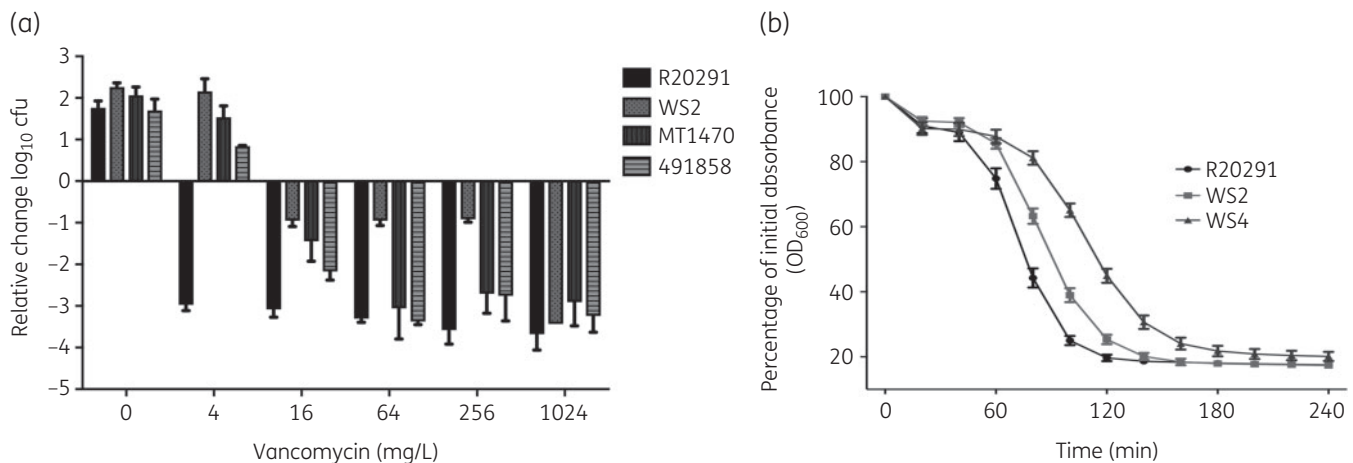 (a)
3
2
1
0
–1
–2
–3
–4
–5
Relative change log10 cfu
R20291
WS2
MT1470
491858
0 4 16 64 256 1024
Vancomycin (mg/L)
(b)
100
80
60
40
20
Percentage of initial absorbance
(OD600)
R20291
WS2
WS4
0 60 120 180 240
Time (min)